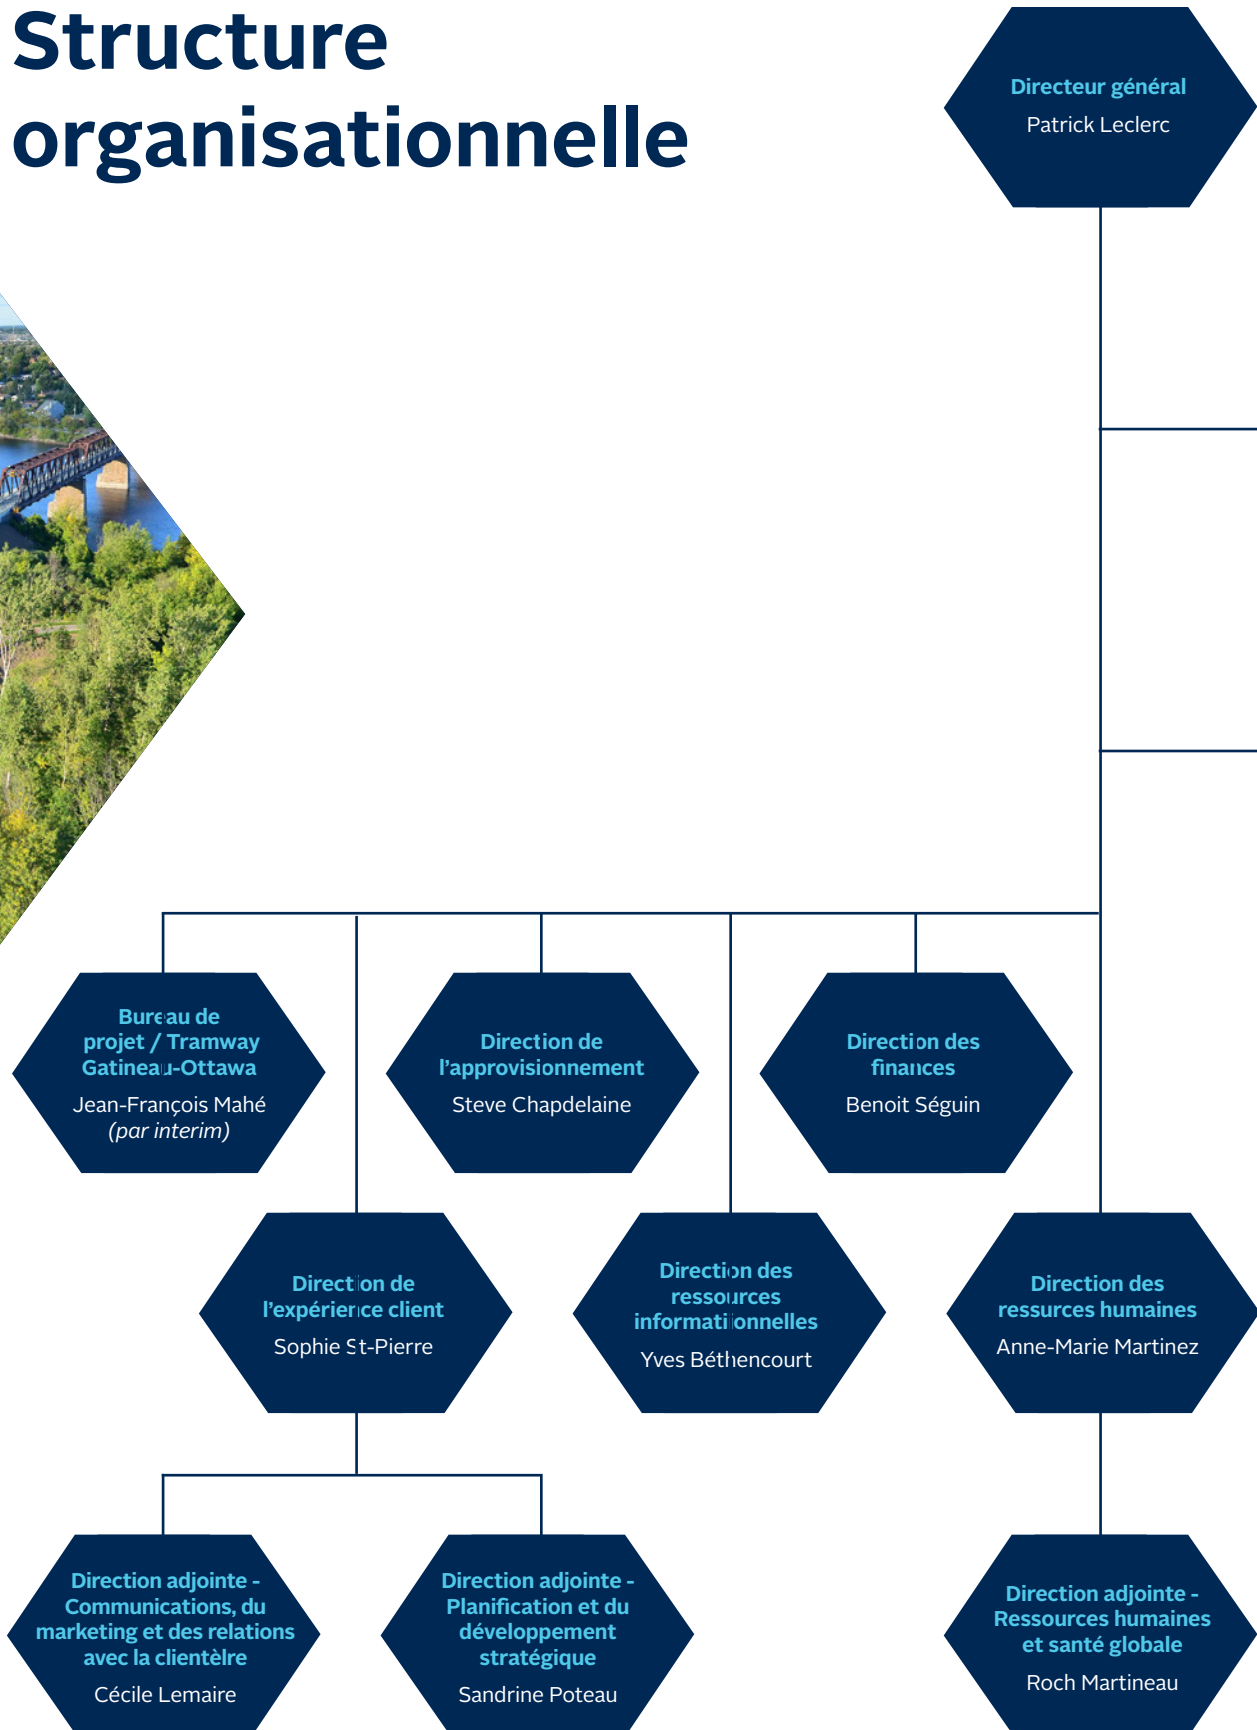 Structure
organisationnelle
Directeur général
Patrick Leclerc
Bureau de
projet / Tramway
Gatineau-Ottawa
Jean-François Mahé
(par interim)
Direction de
l’approvisionnement
Steve Chapdelaine
Direction des
finances
Benoit Séguin
Direction de
l’expérience client
Sophie St-Pierre
Direction des
ressources
informationnelles
Yves Béthencourt
Direction des
ressurces humaines
Anne-Marie Martinez
Direction adjointe -
Communications, du
marketing et des relations
avec la clientèlre
Cécile Lemaire
Direction adjointe -
Planification et du
développement
stratégique
Sandrine Poteau
Direction adjointe -
Ressources humaines
et santé globale
Roch Martineau